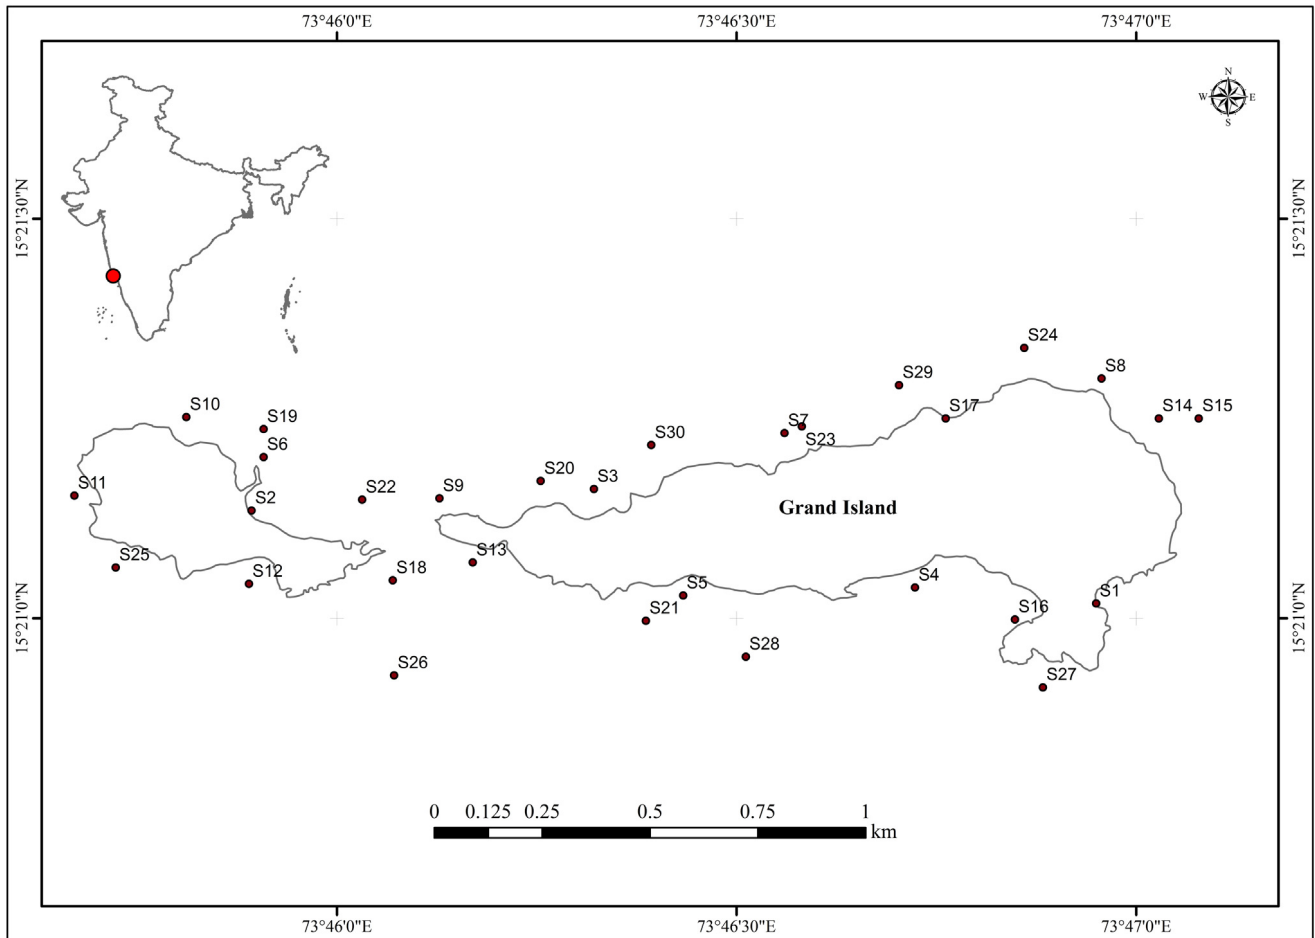 73°46'0"E 73°46'30"E 73°47'0"E
N
W E
S
15°21'30"N 15°21'30"N
S24
S29
S8
S10
S19
S7
S17
S14 S15
S30
S23
S6
S20
S3
S11
S2
S22
S9
Grand Island
S25
S12
S18
S13
S5
S4
S1
S21
S16
15°21'0"N 15°21'0"N
S28
S26
S27
0 0.125 0.25 0.5 0.75 1
km
73°46'0"E 73°46'30"E 73°47'0"E